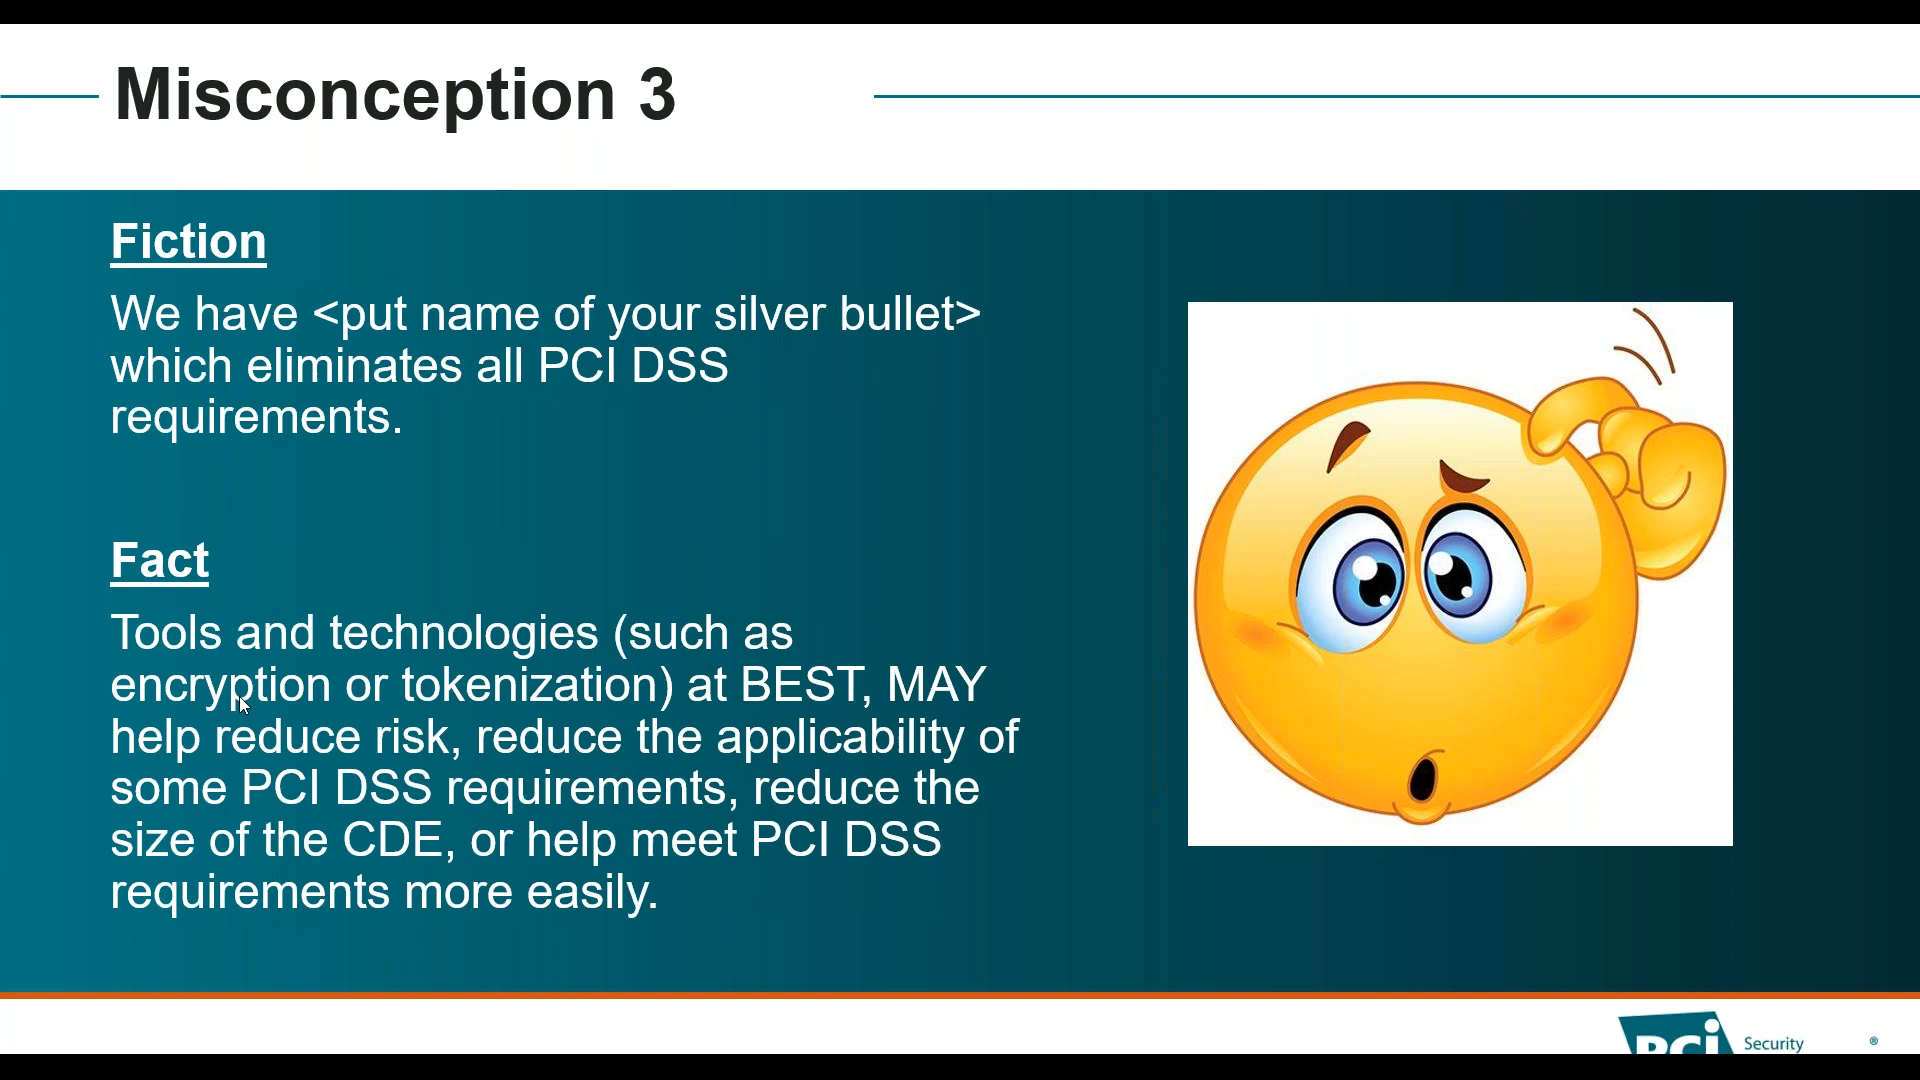 Misconception 3
Fiction
We have <put name of your silver bullet>
which eliminates all PCI DSS
requirements.
Fact
Tools and technologies (such as
encryption or tokenization) at BEST, MAY
help reduce risk, reduce the applicability of
some PCI DSS requirements, reduce the
size of the CDE, or help meet PCI DSS
requirements more easily.
PCi Security ®